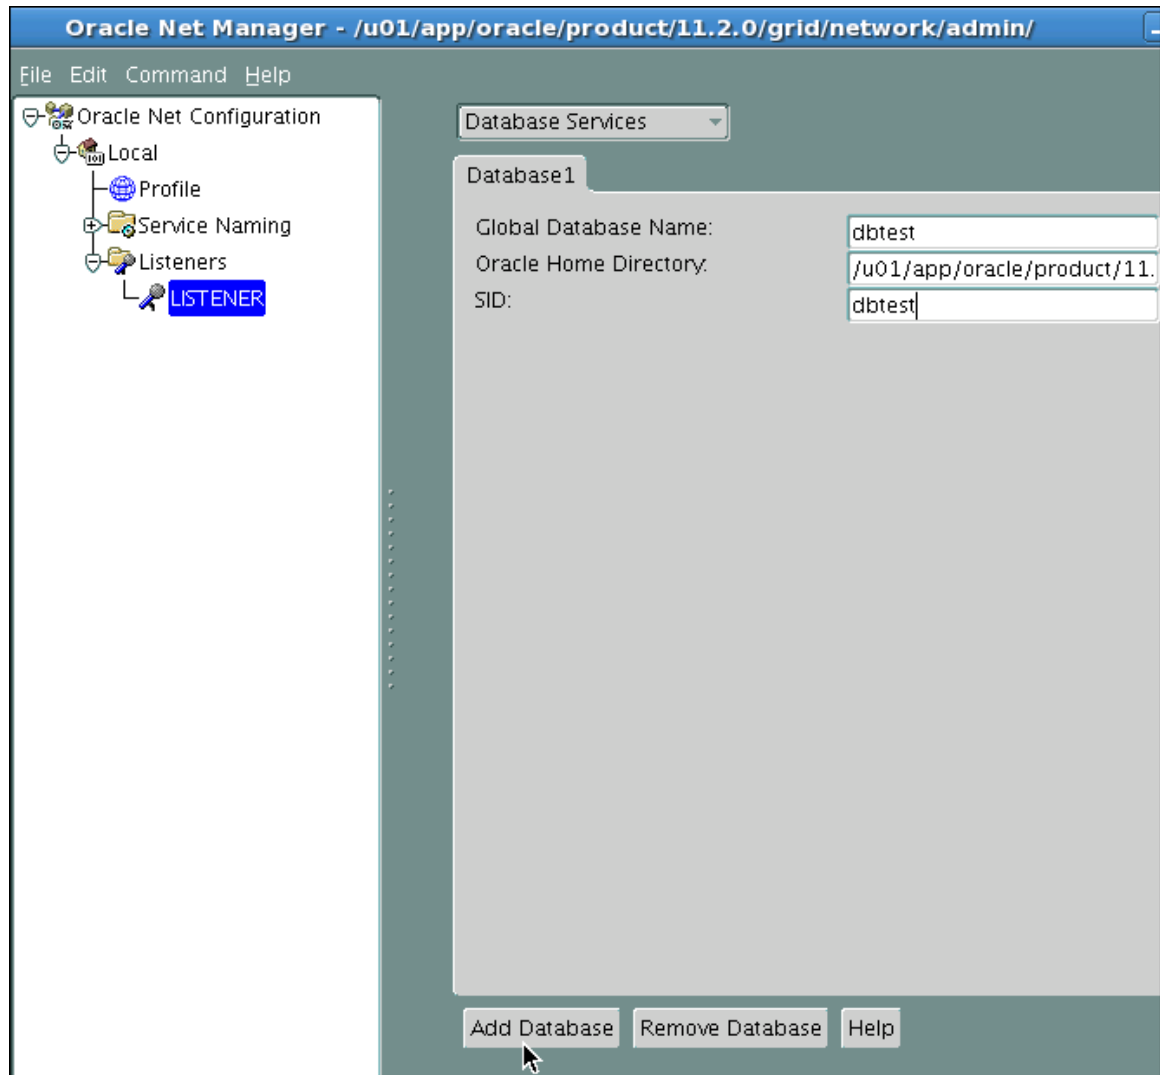 Oracle Net Manager - /u01/app/oracle/product/11.2.0/grid/network/admin/
File Edit Command Help
Oracle Net Configuration
Local
Profile
Service Naming
Listeners
LISTENER
Database Services
Database1
Global Database Name: dbtest
Oracle Home Directory: /u01/app/oracle/product/11.
SID: dbtest
Add Database Remove Database Help